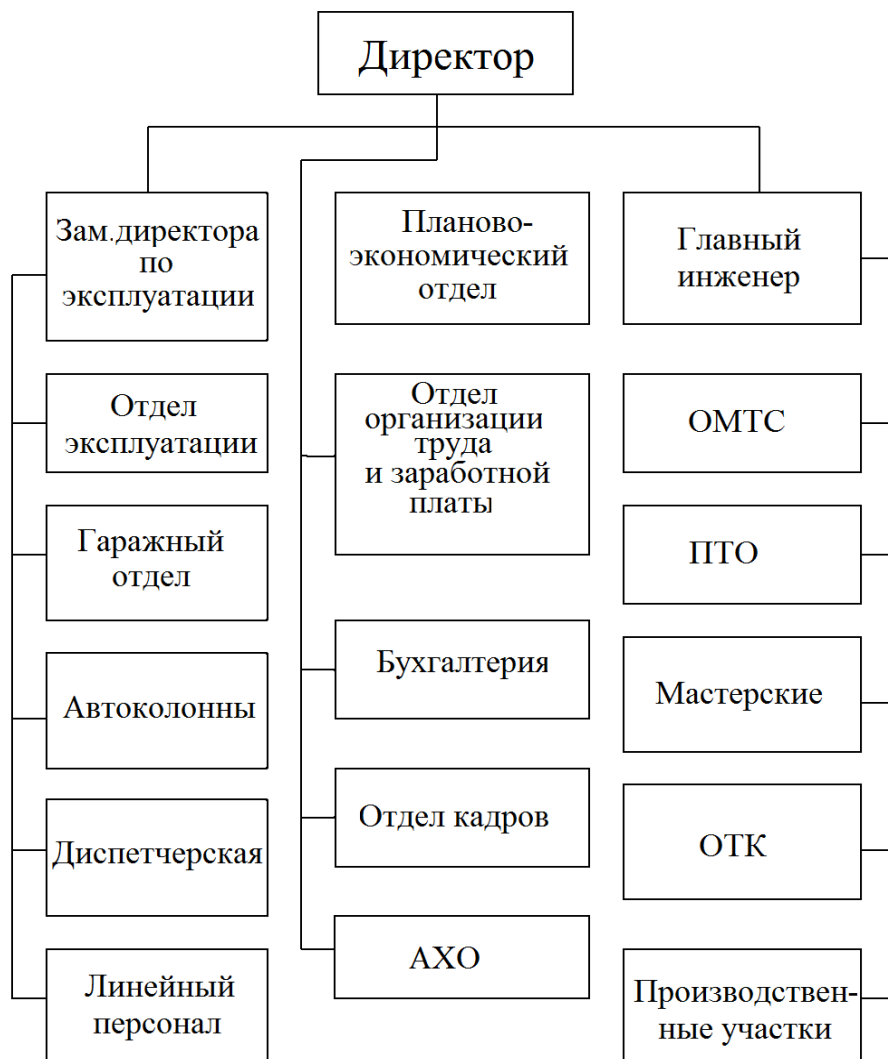 Директор
Зам.директора
по
эксплуатации
Отдел
эксплуатации
Гаражный
отдел
Автоколонны
Диспетчерская
Линейный
персонал
Планово-
экономический
отдел
Отдел
организации
труда
и заработной
платы
Бухгалтерия
Отдел кадров
АХО
Главный
инженер
ОМТС
ПТО
Мастерские
ОТК
Производствен-
ные участки